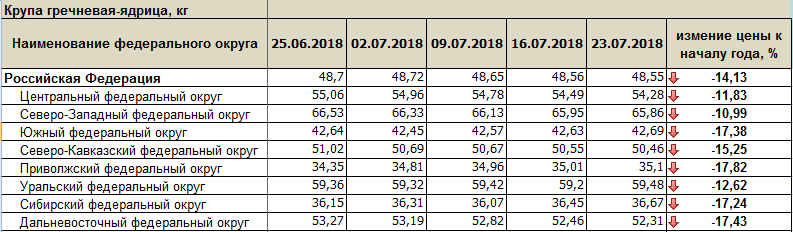 Крупа гречневая-ядрица, кг
Наименование федерального округа 25.06.2018 02.07.2018 09.07.2018 16.07.2018 23.07.2018 измение цены к началу года, %
Российская Федерация 48,7 48,72 48,65 48,56 48,55 -14,13
Центральный федеральный округ 55,06 54,96 54,78 54,49 54,28 -11,83
Северо-Западный федеральный округ 66,53 66,33 66,13 65,95 65,86 -10,99
Южный федеральный округ 42,64 42,45 42,57 42,63 42,69 -17,38
Северо-Кавказский федеральный округ 51,02 50,69 50,67 50,55 50,46 -15,25
Приволжский федеральный округ 34,35 34,81 34,96 35,01 35,1 -17,82
Уральский федеральный округ 59,36 59,32 59,42 59,2 59,48 -12,62
Сибирский федеральный округ 36,15 36,31 36,07 36,45 36,67 -17,24
Дальневосточный федеральный округ 53,27 53,19 52,82 52,46 52,31 -17,43